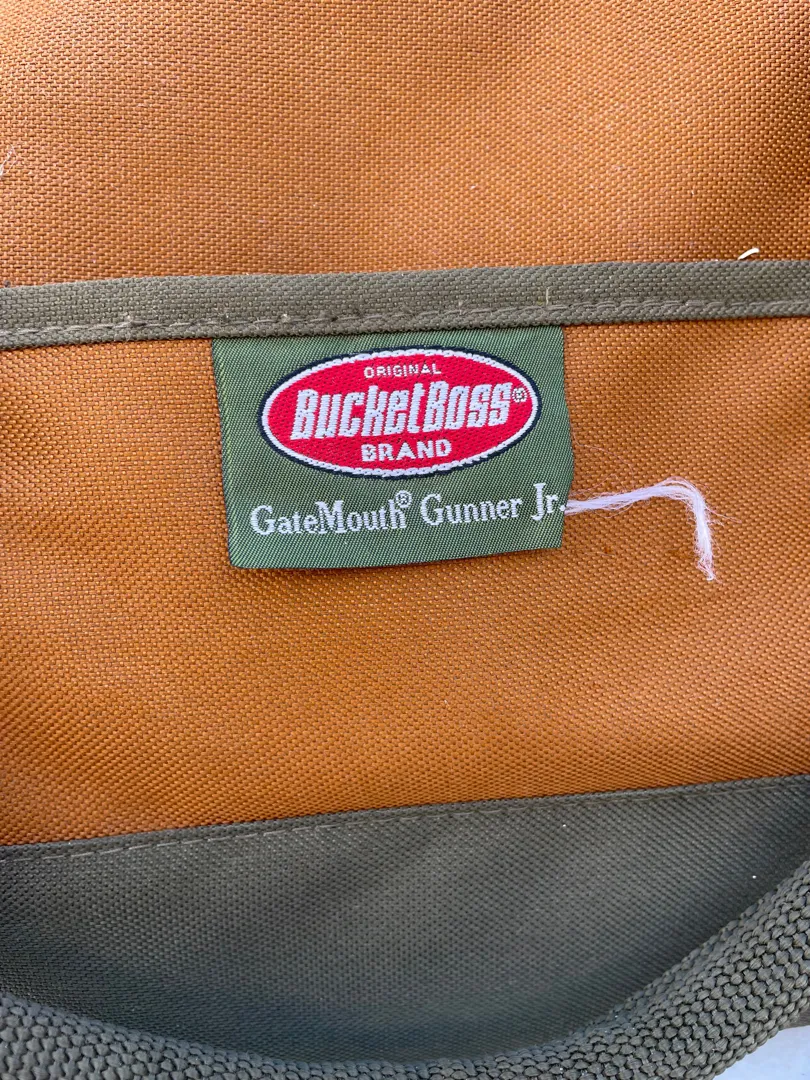 ORIGINAL
BucketBoss®
BRAND
GateMouth® Gunner Jr.